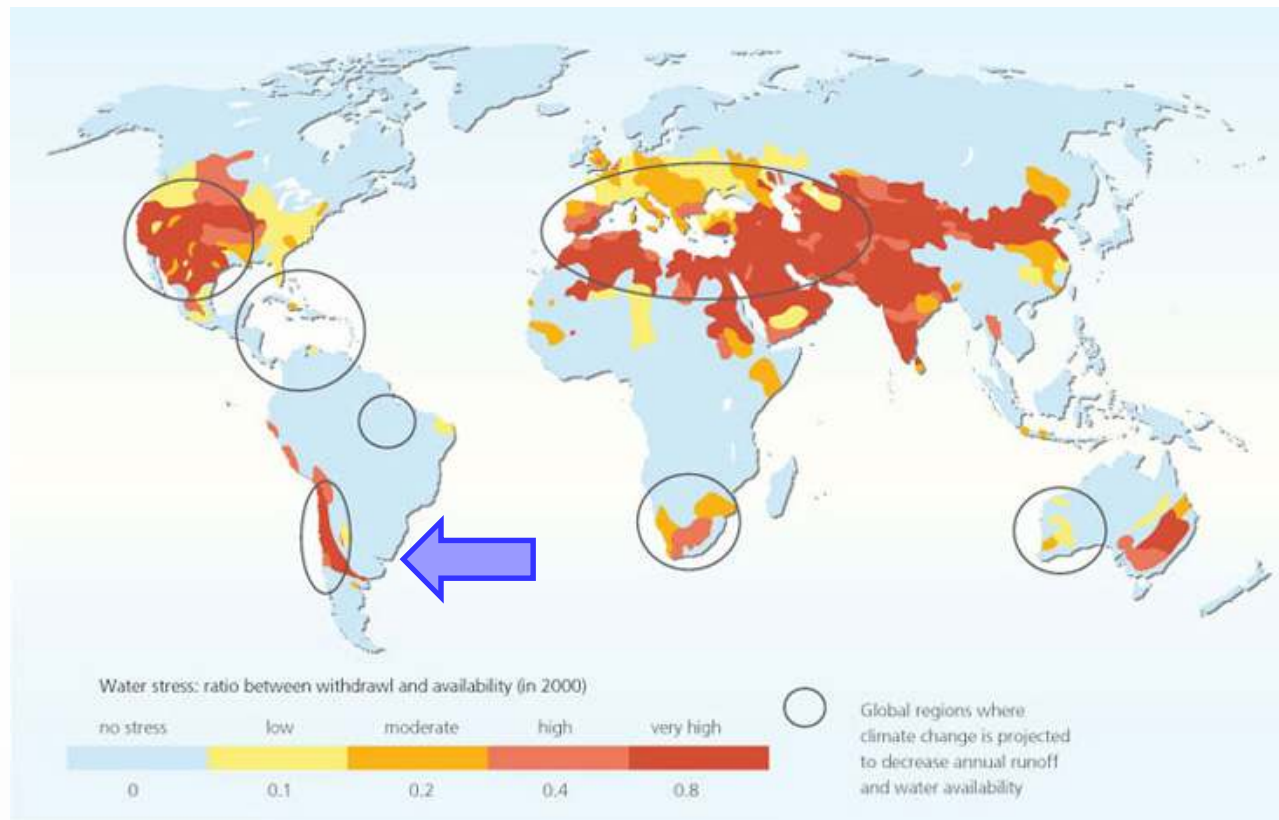 Water stress: ratio between withdrawl and availability (in 2000)
no stress low moderate high very high
0 0.1 0.2 0.4 0.8
Global regions where
climate change is projected
to decrease annual runoff
and water availability